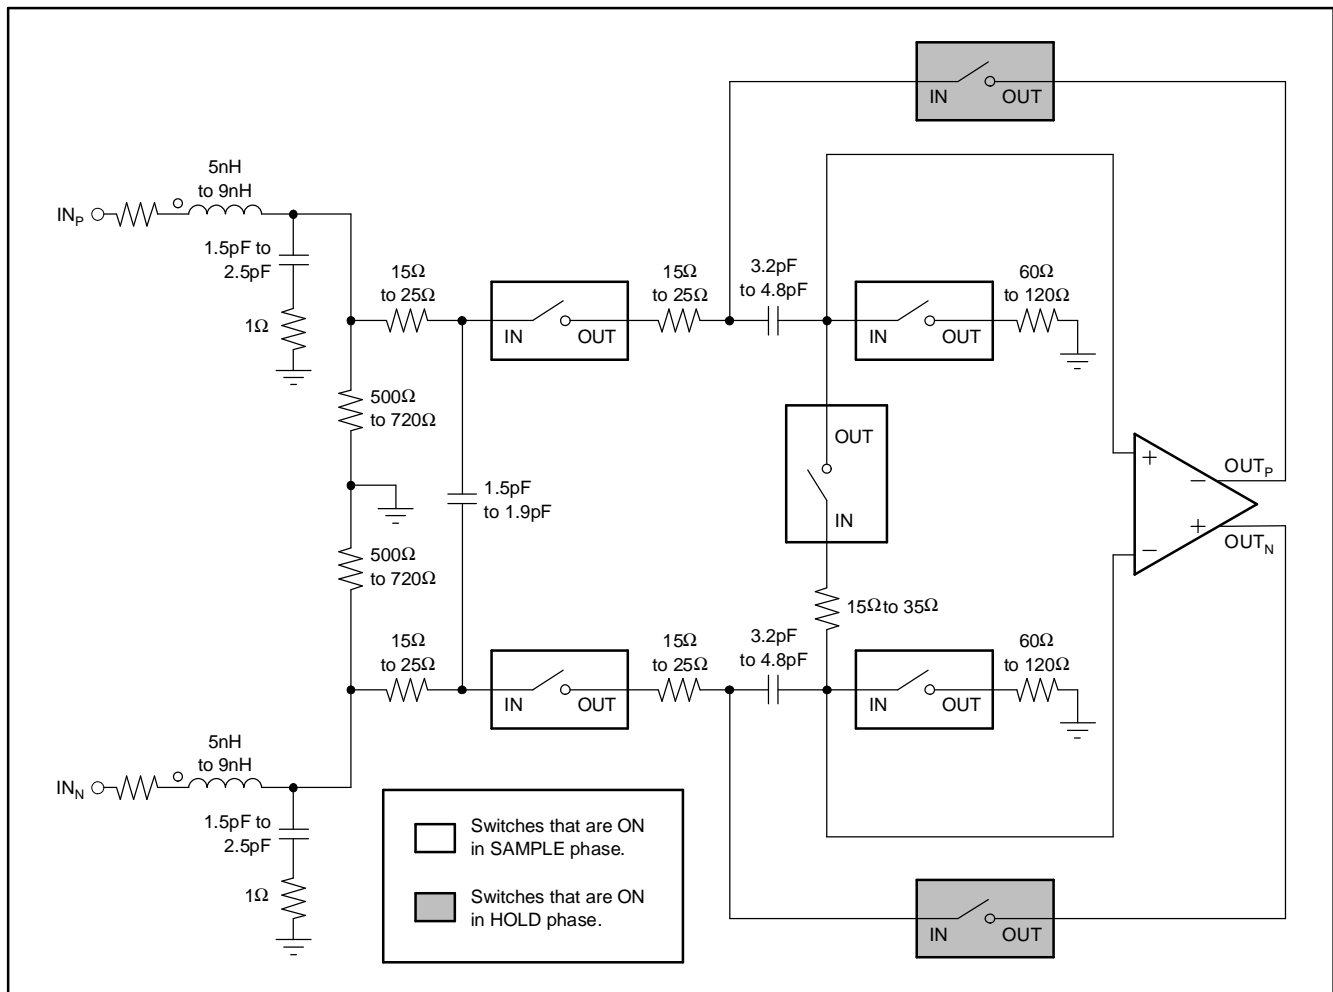 IN OUT
5nH
to 9nH
INP
1.5pF to
2.5pF
1Ω
15Ω
to 25Ω
IN OUT
15Ω
to 25Ω
3.2pF
to 4.8pF
IN OUT
60Ω
to 120Ω
500Ω
to 720Ω
OUT
IN
1.5pF
to 1.9pF
+
−
OUTP
−
+
OUTN
500Ω
to 720Ω
15Ω to 35Ω
15Ω
to 25Ω
IN OUT
15Ω
to 25Ω
3.2pF
to 4.8pF
IN OUT
60Ω
to 120Ω
5nH
to 9nH
INN
1.5pF to
2.5pF
1Ω
Switches that are ON
in SAMPLE phase.
Switches that are ON
in HOLD phase.
IN OUT